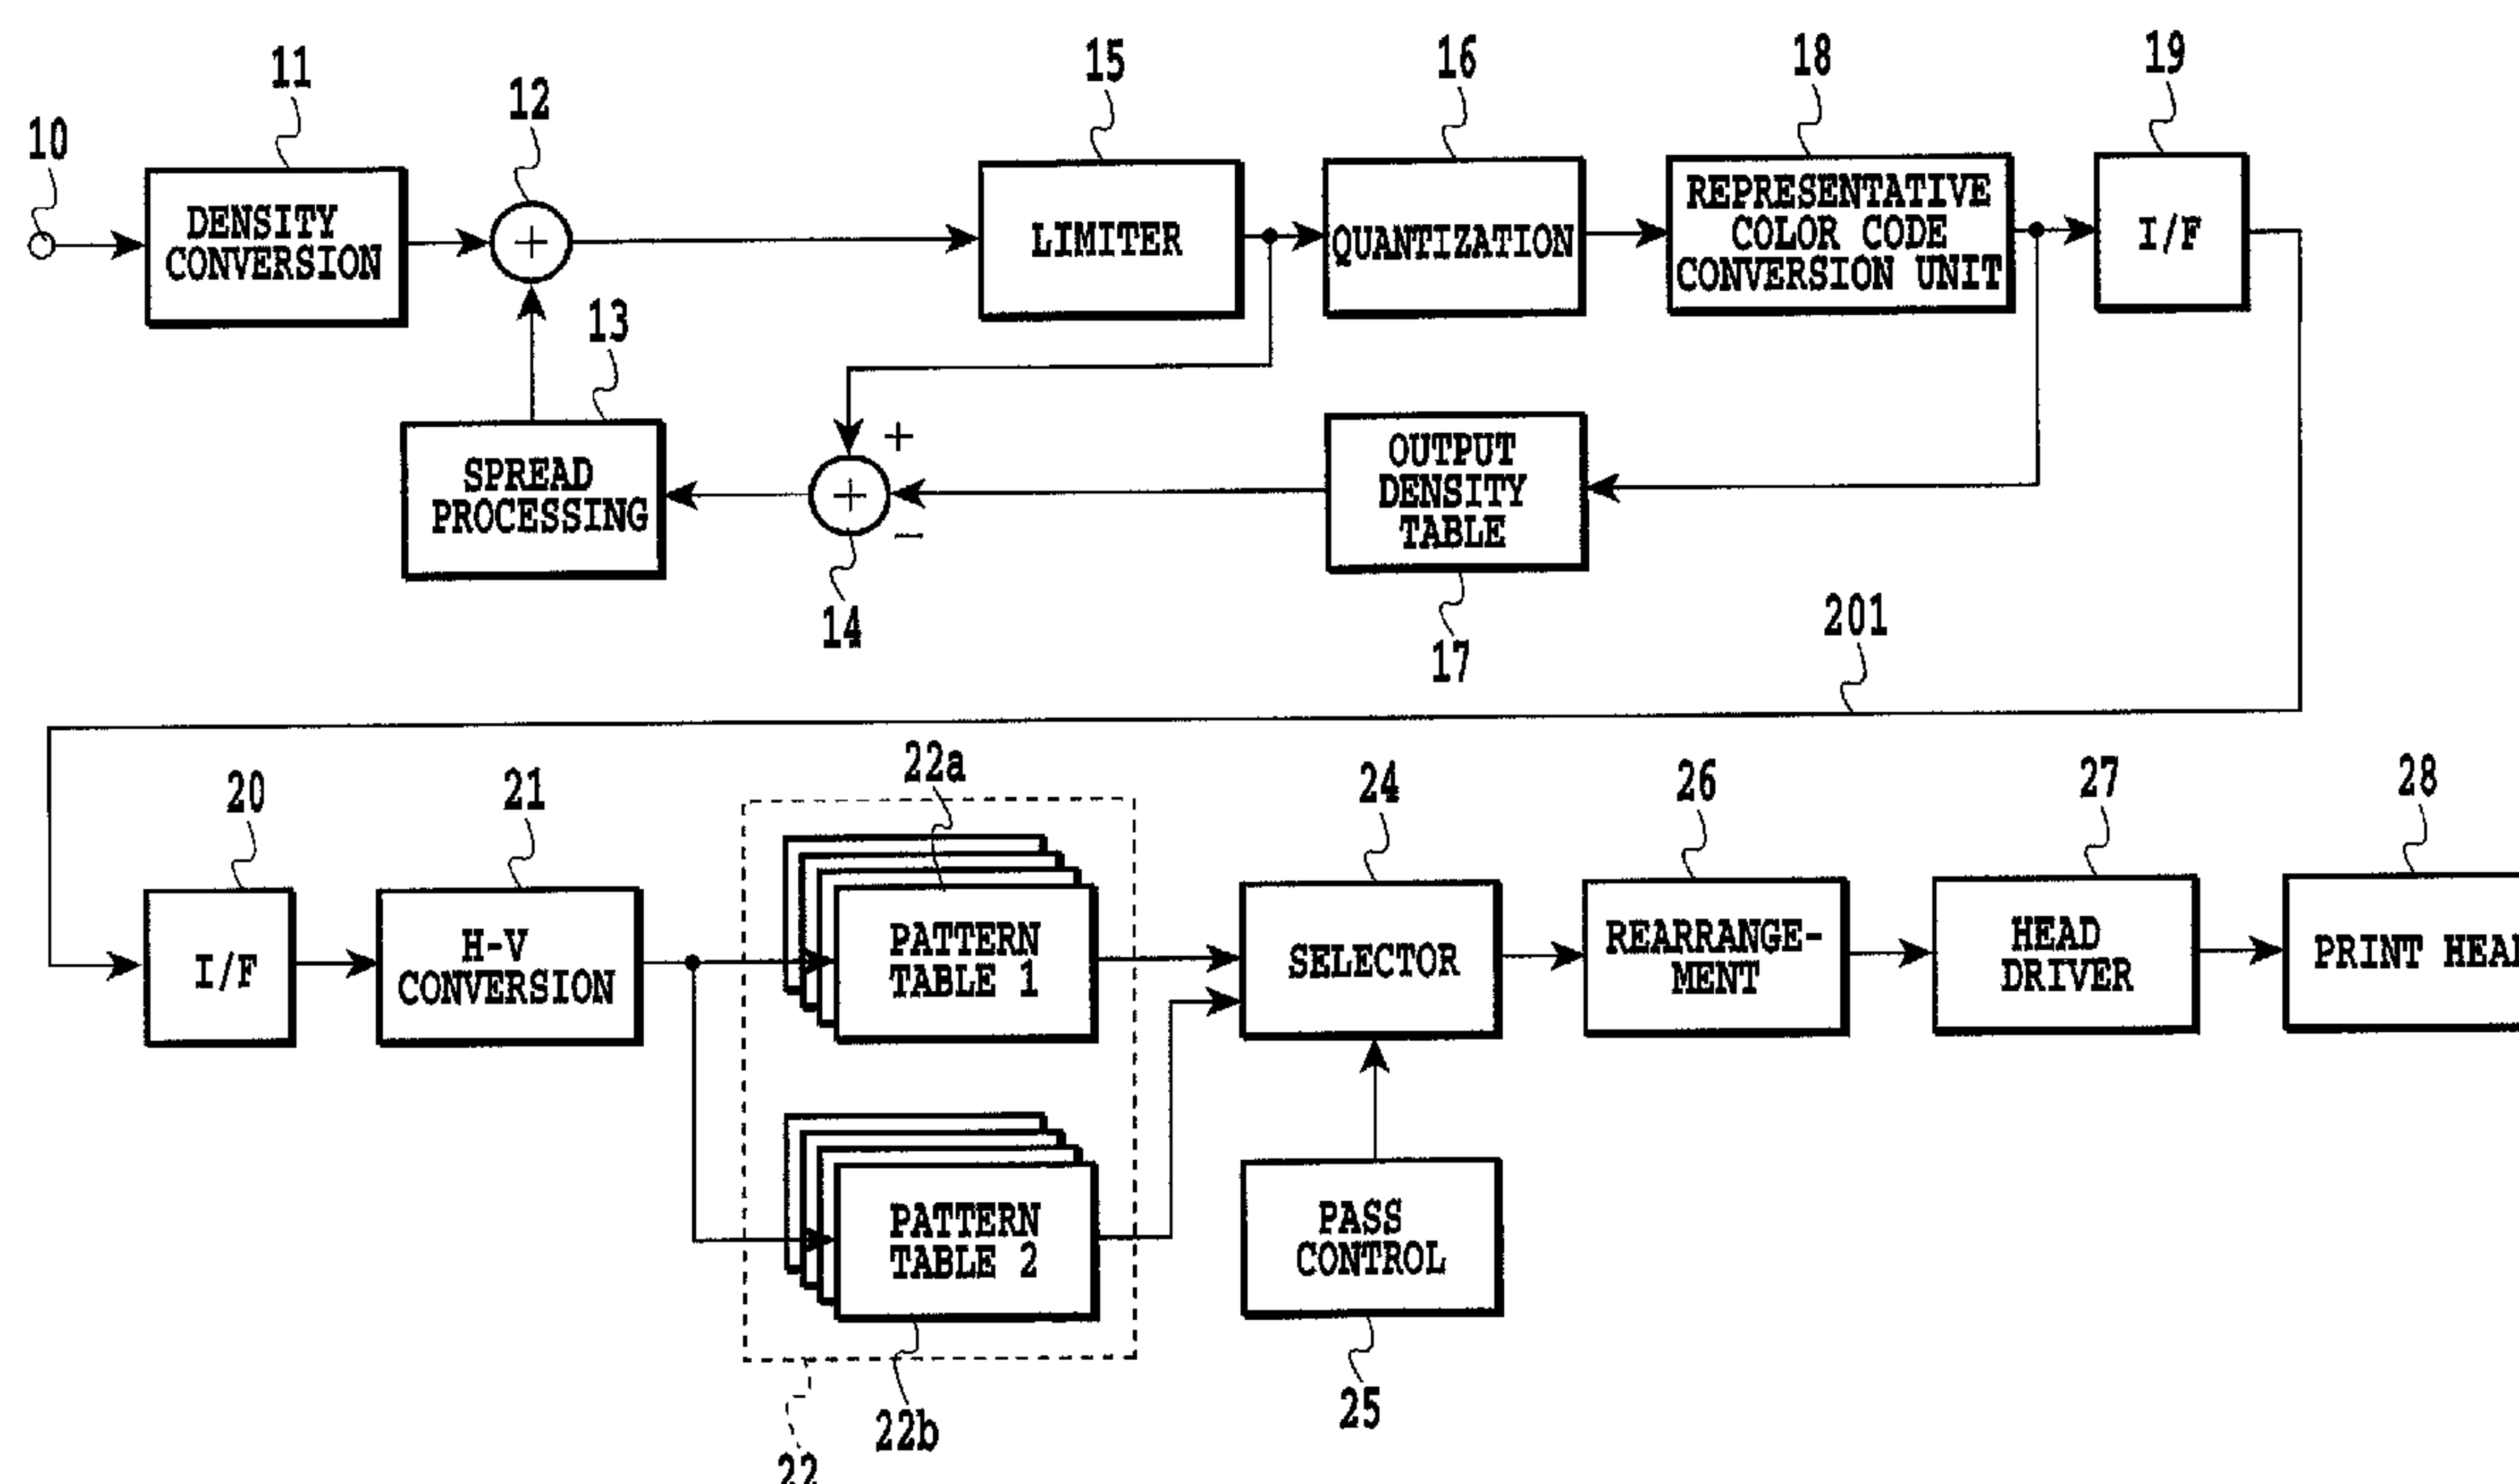 10
11
12
15
16
18
19
DENSITY
CONVERSION
+
LIMITER
QUANTIZATION
REPRESENTATIVE
COLOR CODE
CONVERSION UNIT
I/F
13
SPREAD
PROCESSING
+
+
−
14
OUTPUT
DENSITY
TABLE
17
201
20
21
22a
24
26
27
28
I/F
H-V
CONVERSION
PATTERN
TABLE 1
SELECTOR
REARRANGE-
MENT
HEAD
DRIVER
PRINT HEAD
PATTERN
TABLE 2
PASS
CONTROL
22b
22
25